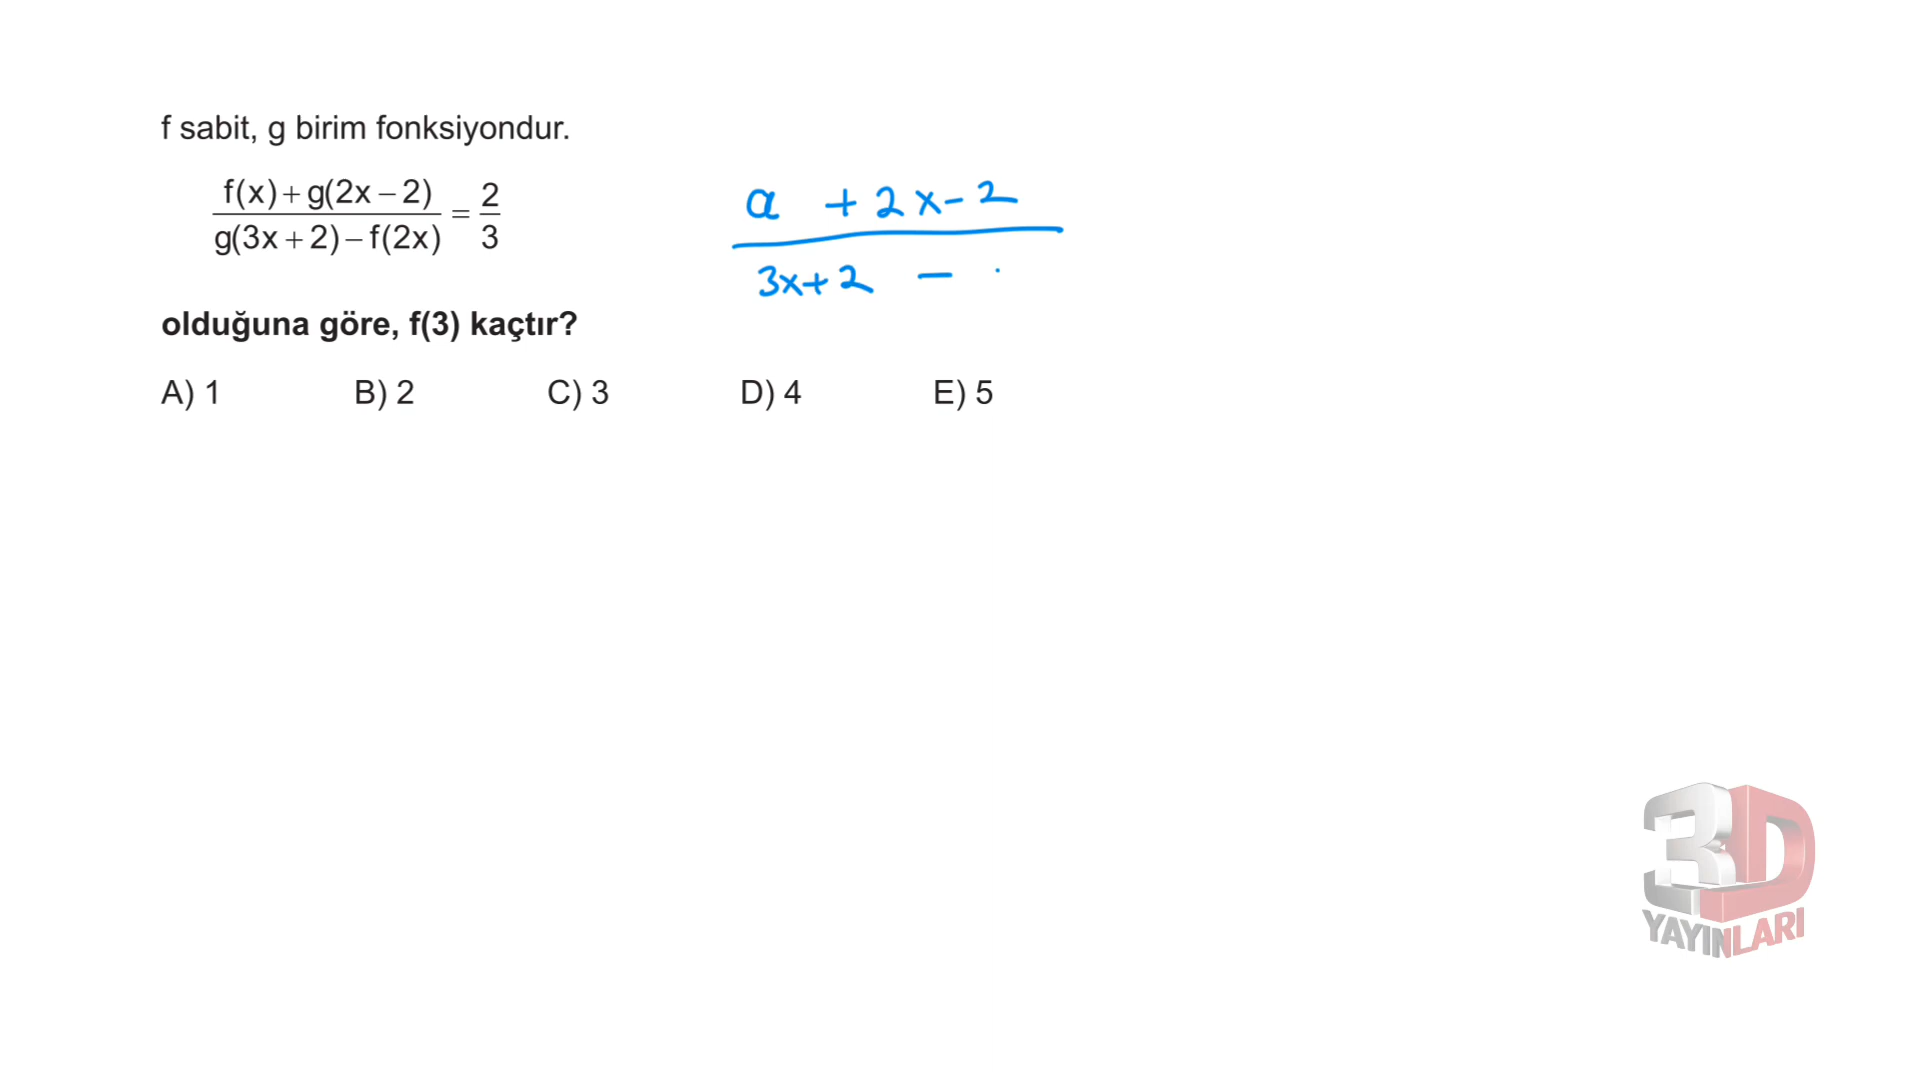 f sabit, g birim fonksiyondur.
f(x)+g(2x−2) / g(3x+2)−f(2x) = 2/3
a +2x-2
3x+2 -
olduğuna göre, f(3) kaçtır?
A) 1 B) 2 C) 3 D) 4 E) 5
3D
YAYINLARI